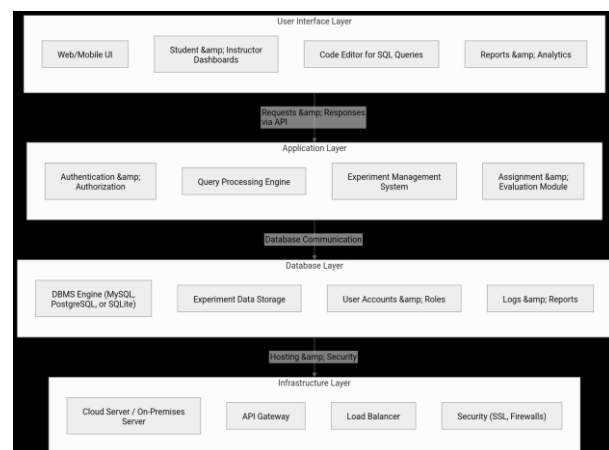 User Interface Layer
Web/Mobile UI
Student &amp; Instructor
Dashboards
Code Editor for SQL Queries
Reports &amp; Analytics
Requests &amp; Responses
via API
Application Layer
Authentication &amp;
Authorization
Query Processing Engine
Experiment Management
System
Assignment &amp;
Evaluation Module
Database Communication
Database Layer
DBMS Engine (MySQL,
PostgreSQL, or SQLite)
Experiment Data Storage
User Accounts &amp; Roles
Logs &amp; Reports
Hosting &amp; Security
Infrastructure Layer
Cloud Server / On-Premises
Server
API Gateway
Load Balancer
Security (SSL, Firewalls)